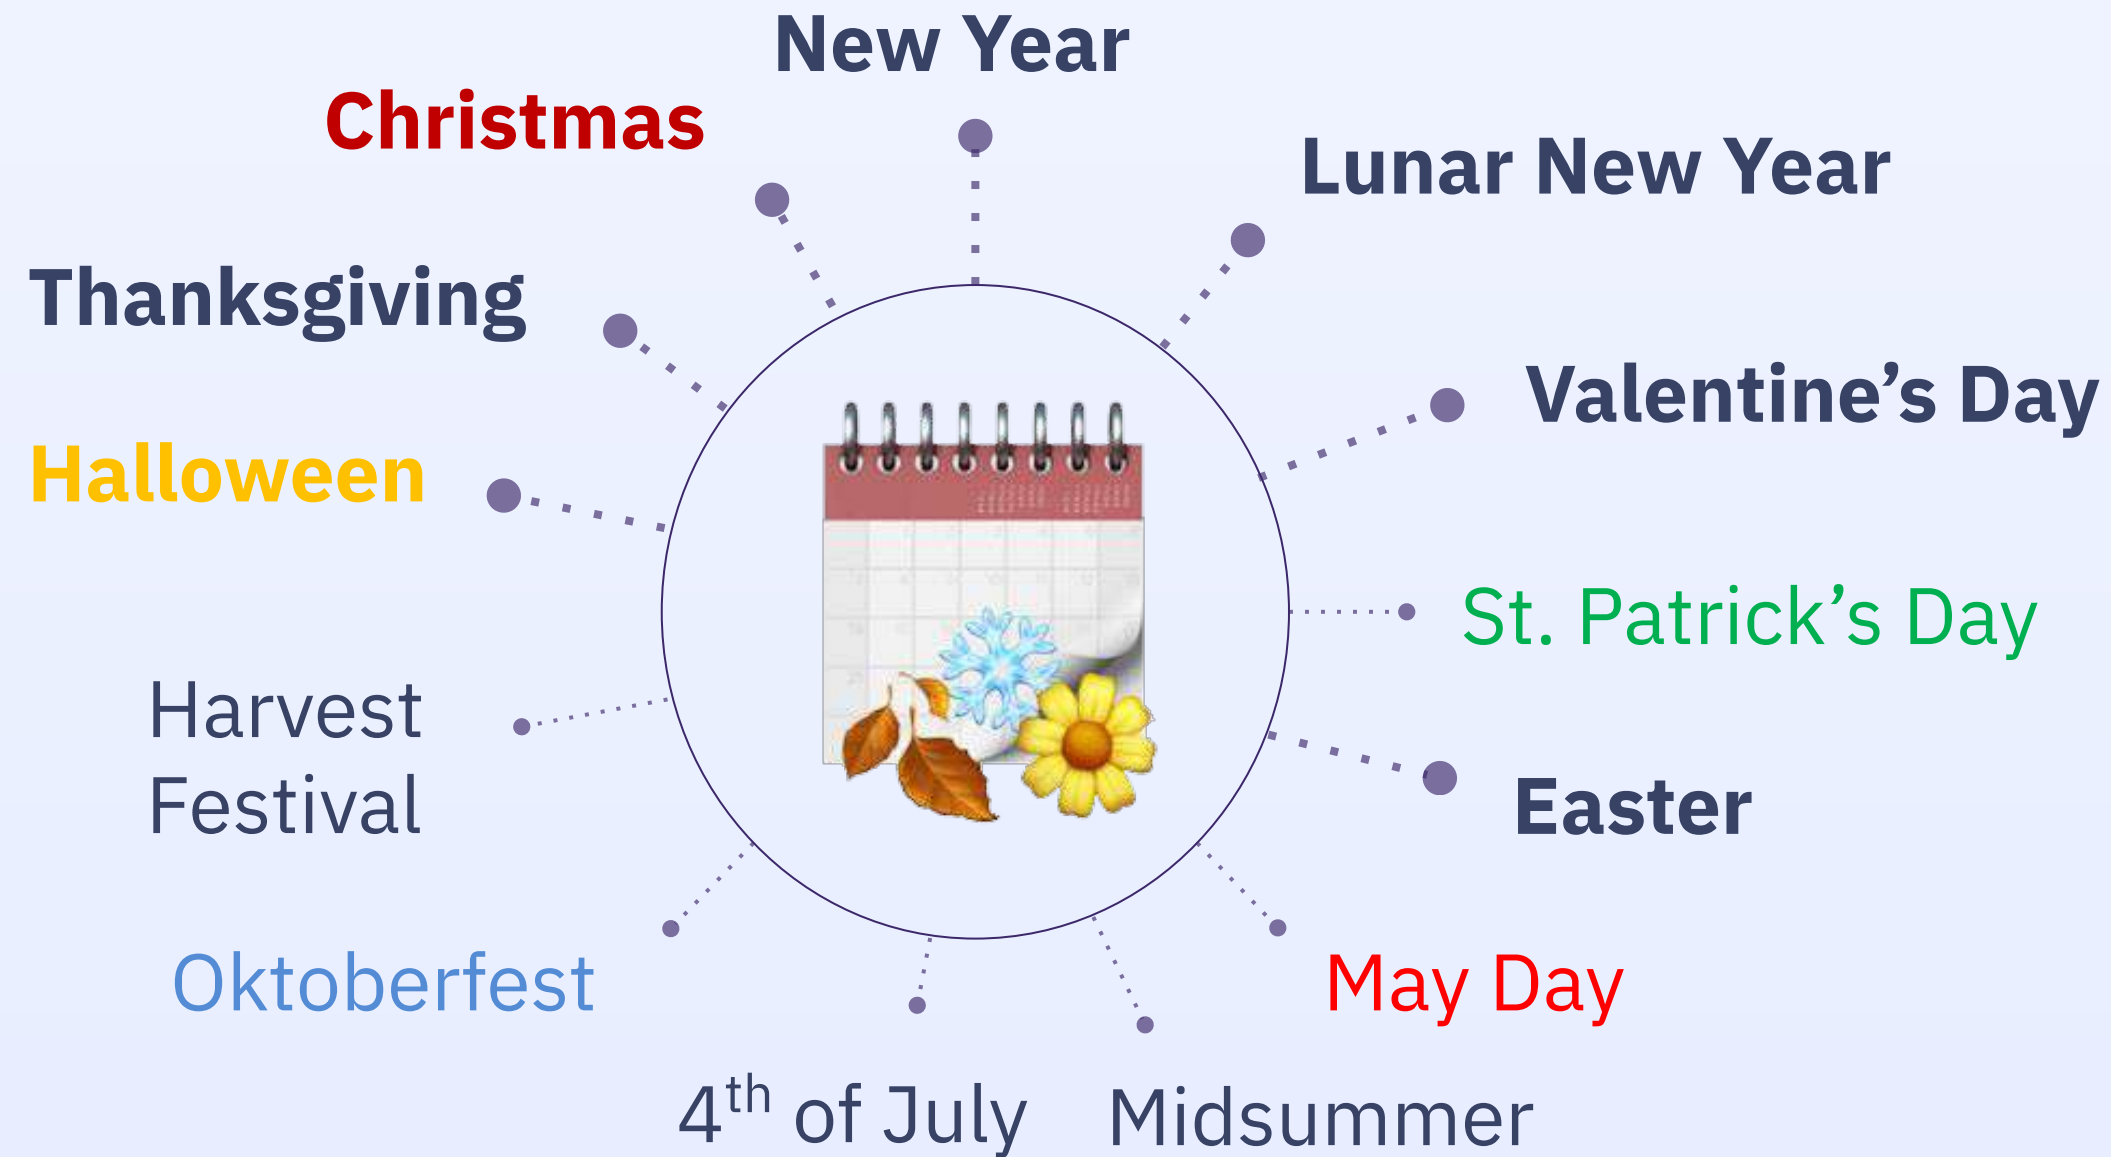 New Year
Christmas
Lunar New Year
Thanksgiving
Valentine’s Day
Halloween
St. Patrick’s Day
Harvest
Festival
Easter
Oktoberfest
May Day
4th of July
Midsummer